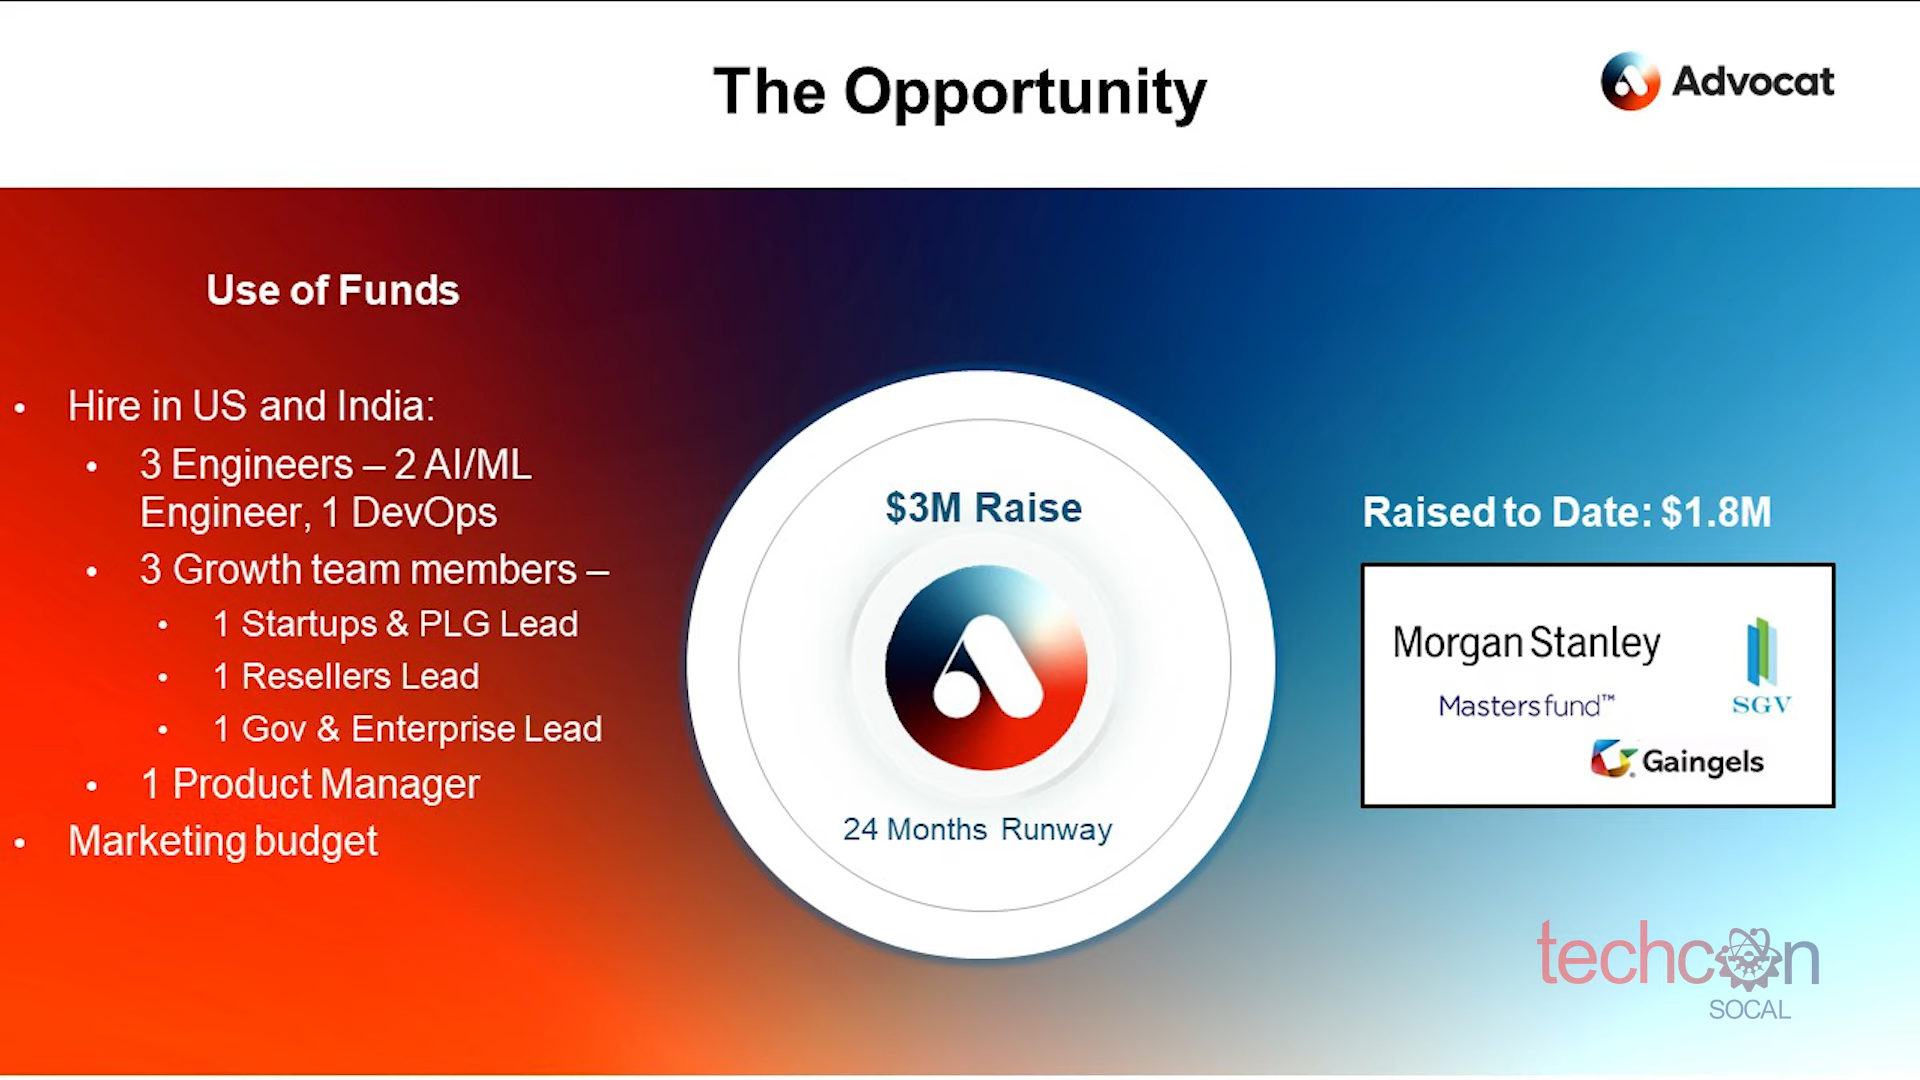 The Opportunity
Advocat
Use of Funds
• Hire in US and India:
• 3 Engineers – 2 AI/ML
Engineer, 1 DevOps
• 3 Growth team members –
• 1 Startups & PLG Lead
• 1 Resellers Lead
• 1 Gov & Enterprise Lead
• 1 Product Manager
• Marketing budget
$3M Raise
24 Months Runway
Raised to Date: $1.8M
Morgan Stanley
Mastersfund™
SGV
Gaingels
techcon
SOCAL